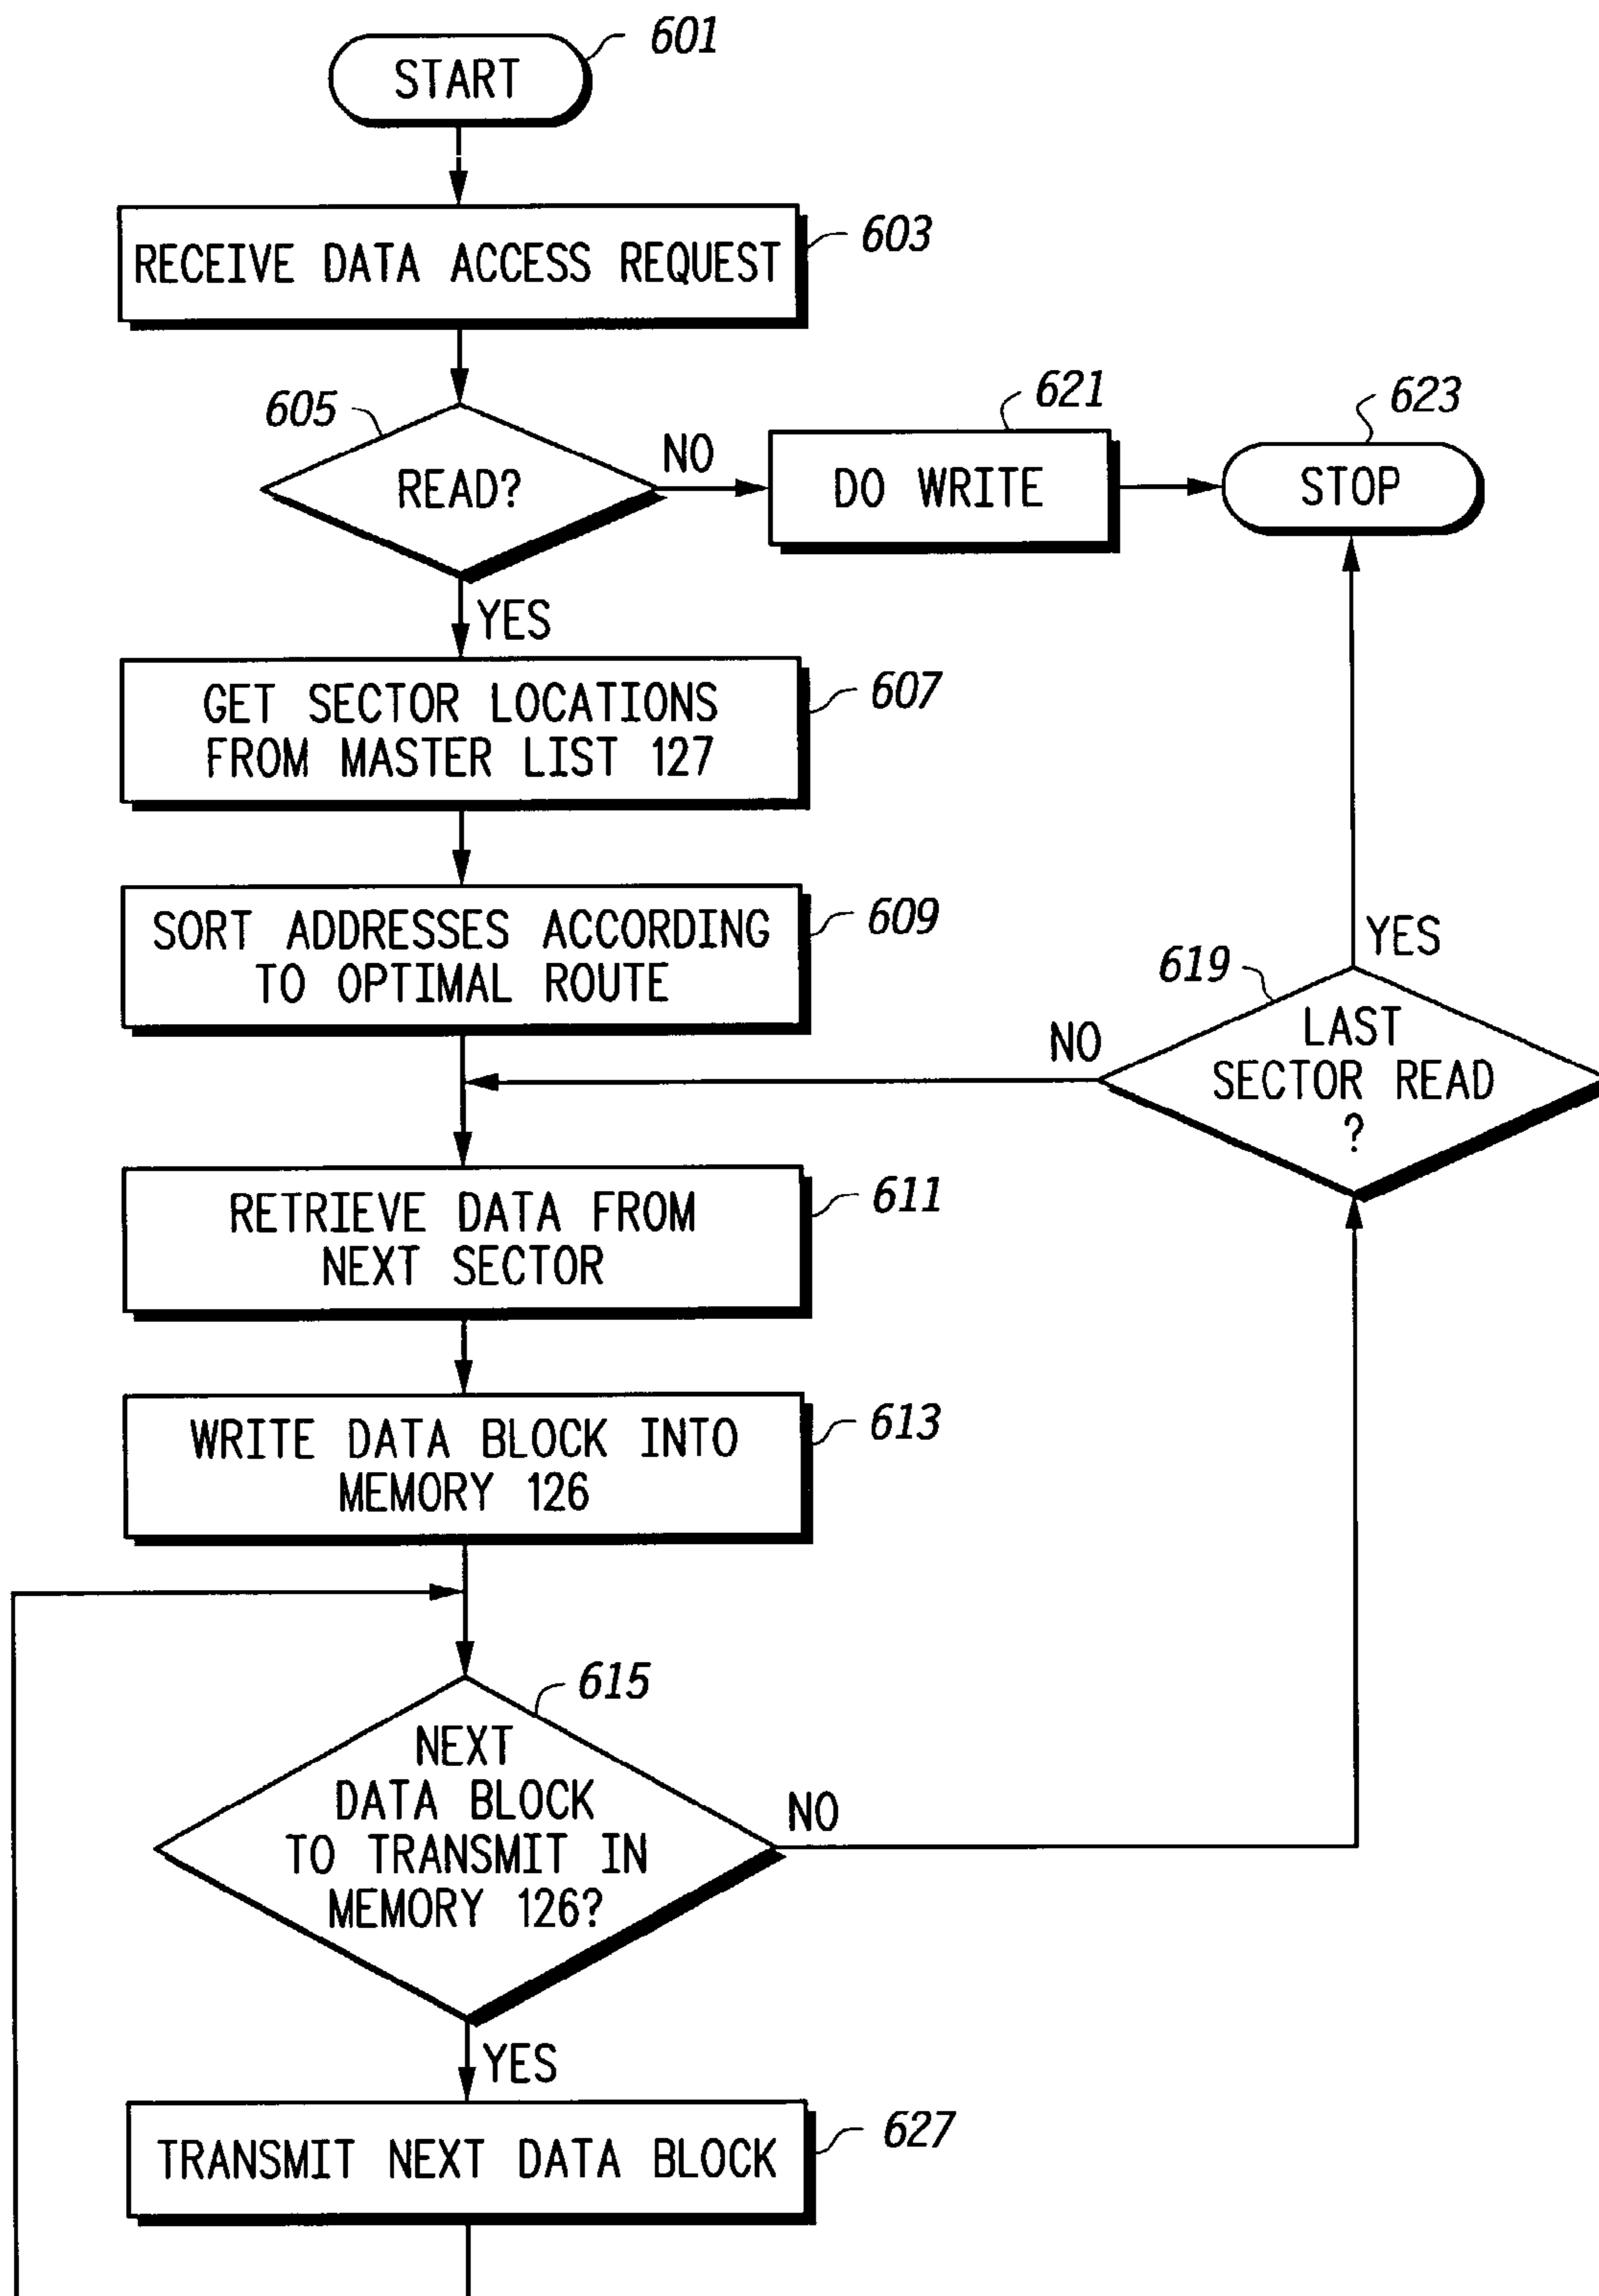 START
601
RECEIVE DATA ACCESS REQUEST
603
605
READ?
NO
YES
621
DO WRITE
623
STOP
GET SECTOR LOCATIONS
FROM MASTER LIST 127
607
SORT ADDRESSES ACCORDING
TO OPTIMAL ROUTE
609
619
YES
NO
LAST
SECTOR READ
?
RETRIEVE DATA FROM
NEXT SECTOR
611
WRITE DATA BLOCK INTO
MEMORY 126
613
615
NEXT
DATA BLOCK
TO TRANSMIT IN
MEMORY 126?
NO
YES
TRANSMIT NEXT DATA BLOCK
627